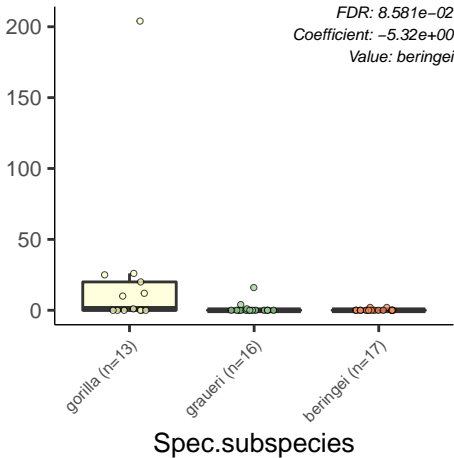 FDR: 8.581e−02
Coefficient: −5.32e+00
Value: beringei
200
150
100
50
0
gorilla (n=13)
graueri (n=16)
beringei (n=17)
Spec.subspecies